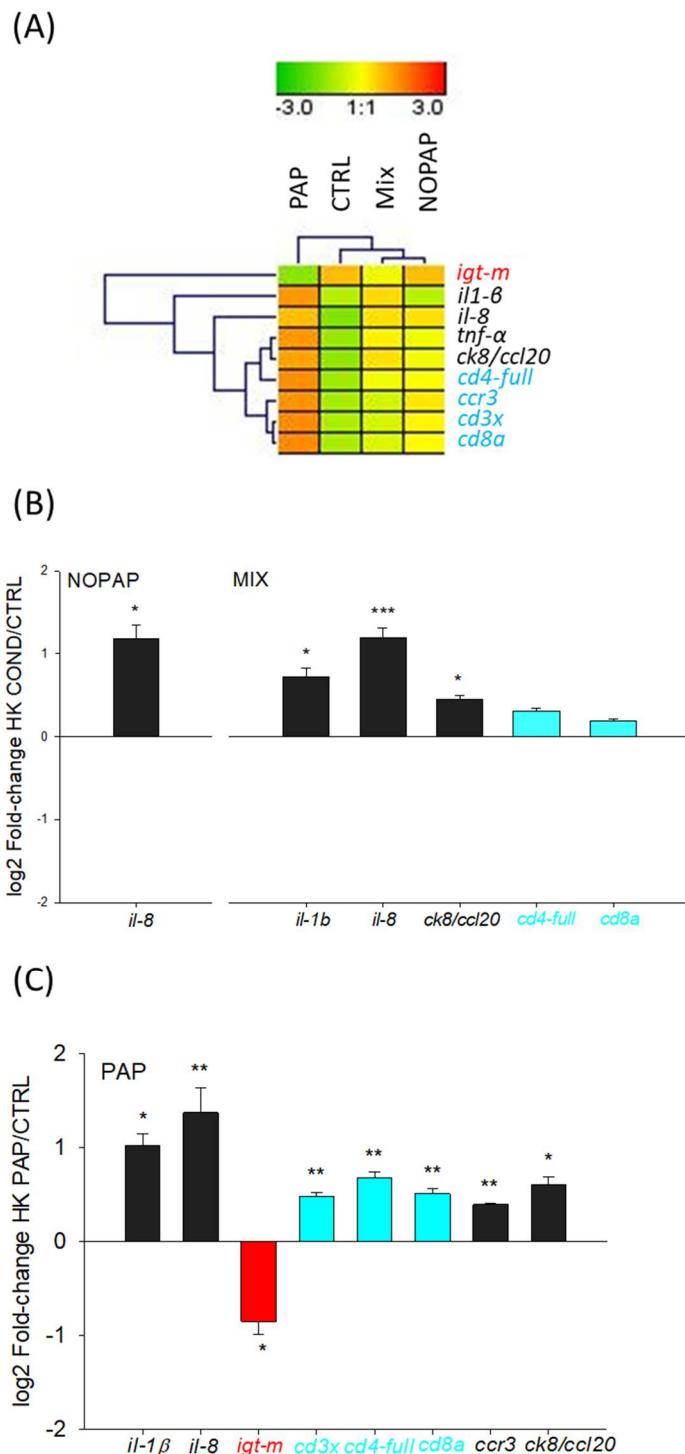 (A)
-3.0 1:1 3.0
PAP CTRL Mix NOPAP
igt-m
il1-β
il-8
tnf-α
ck8/ccl20
cd4-full
ccr3
cd3x
cd8a
(B)
log2 Fold-change HK COND/CTRL
2
1
0
-1
-2
NOPAP MIX
* * *** *
il-8 il-1b il-8 ck8/ccl20 cd4-full cd8a
(C)
log2 Fold-change HK PAP/CTRL
2
1
0
-1
-2
PAP
* ** * ** ** ** ** *
il-1β il-8 igt-m cd3x cd4-full cd8a ccr3 ck8/ccl20